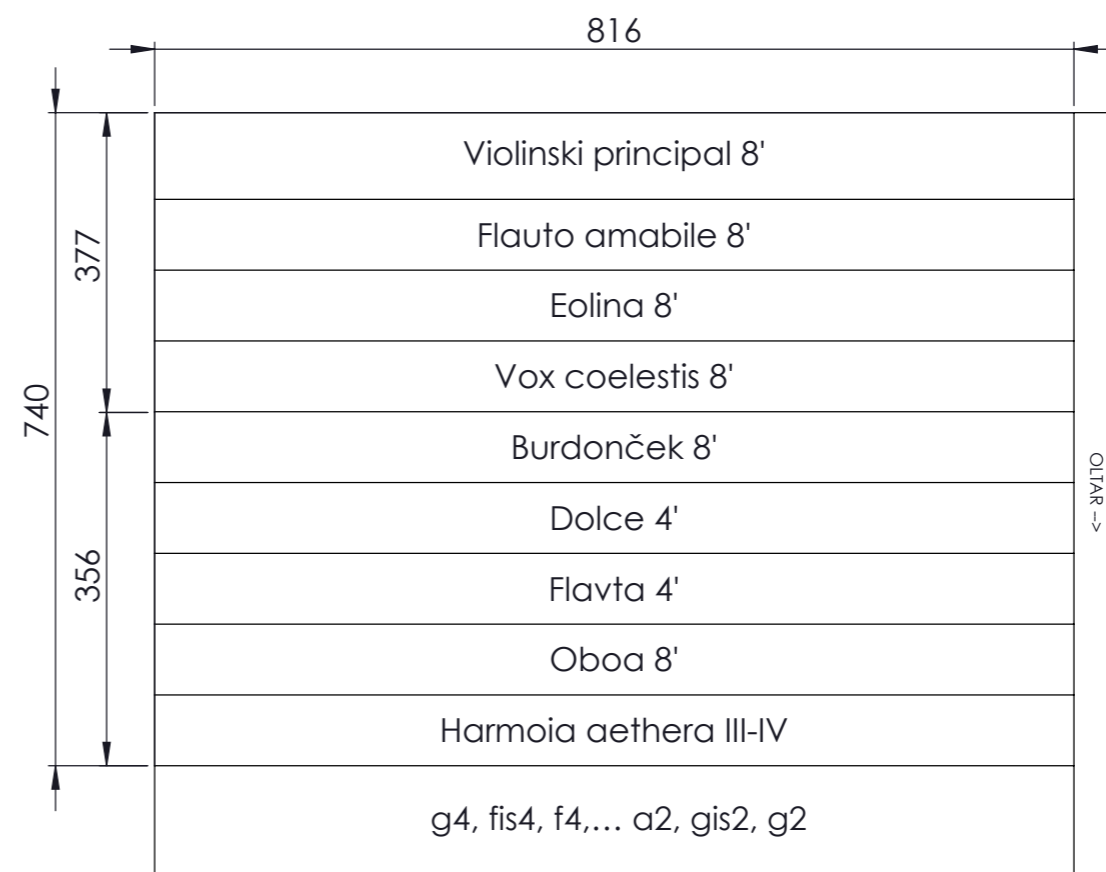 816
Violinski principal 8'
Flauto amabile 8'
377
Eolina 8'
Vox coelestis 8'
740
Burdonček 8'
OLTAR –>
Dolce 4'
356
Flavta 4'
Oboa 8'
Harmoia aethera III-IV
g4, fis4, f4,... a2, gis2, g2